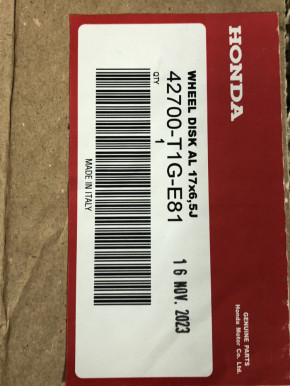 HONDA
GENUINE PARTS
Honda Motor Co. Ltd.
WHEEL DISK AL 17x6,5J
42700-T1G-E81
QTY 1
16 NOV. 2023
MADE IN ITALY